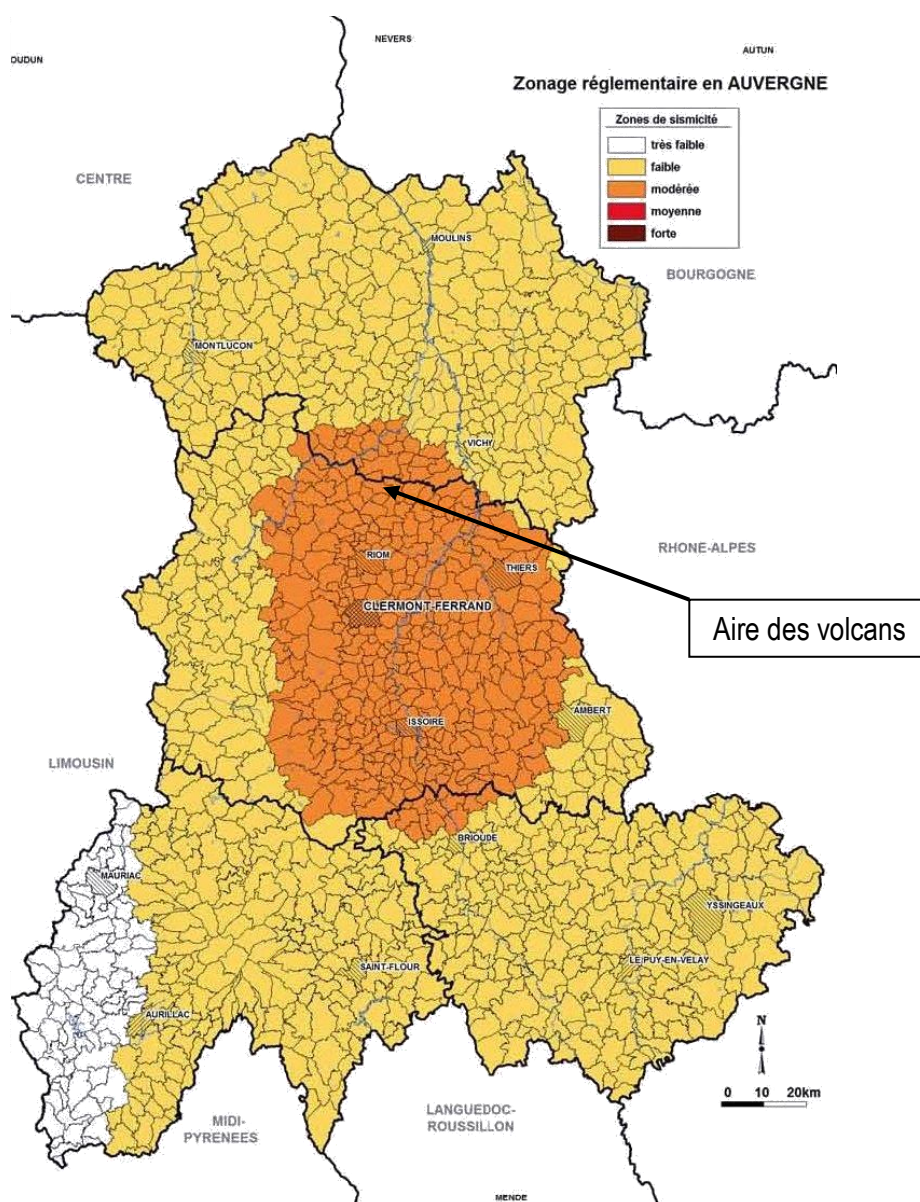 NEVERS
AUTUN
OUDUN
Zonage réglementaire en AUVERGNE
Zones de sismicité
très faible
faible
modérée
moyenne
forte
CENTRE
MOULINS
BOURGOGNE
MONTLUCON
VICHY
RIOM
THIERS
RHONE-ALPES
CLERMONT-FERRAND
Aire des volcans
AMBERT
ISSOIRE
LIMOUSIN
BRIOUDE
MAURIAC
YSSINGEAUX
LE PUY-EN-VELAY
SAINT-FLOUR
AURILLAC
N
0 10 20km
LANGUEDOC-
ROUSSILLON
MIDI-
PYRENEES
MENDE